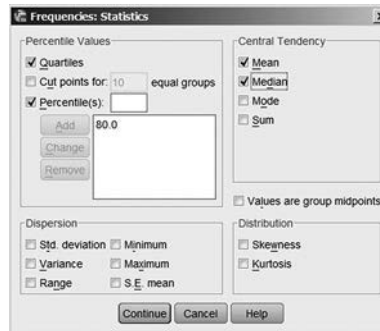 Frequencies: Statistics
Percentile Values
Quartiles
Cut points for: 10 equal groups
Percentile(s):
Add
80.0
Change
Remove
Central Tendency
Mean
Median
Mode
Sum
Values are group midpoints
Dispersion
Std. deviation Minimum
Variance Maximum
Range S.E. mean
Distribution
Skewness
Kurtosis
Continue Cancel Help